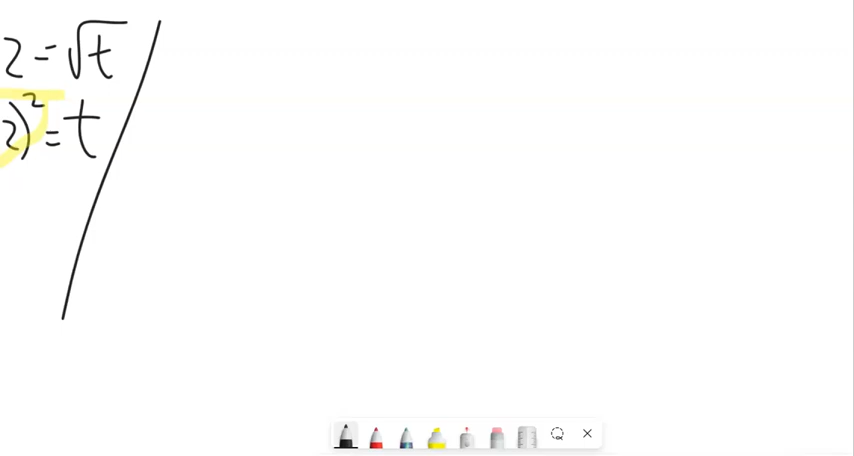 2 = √t
2)² = t